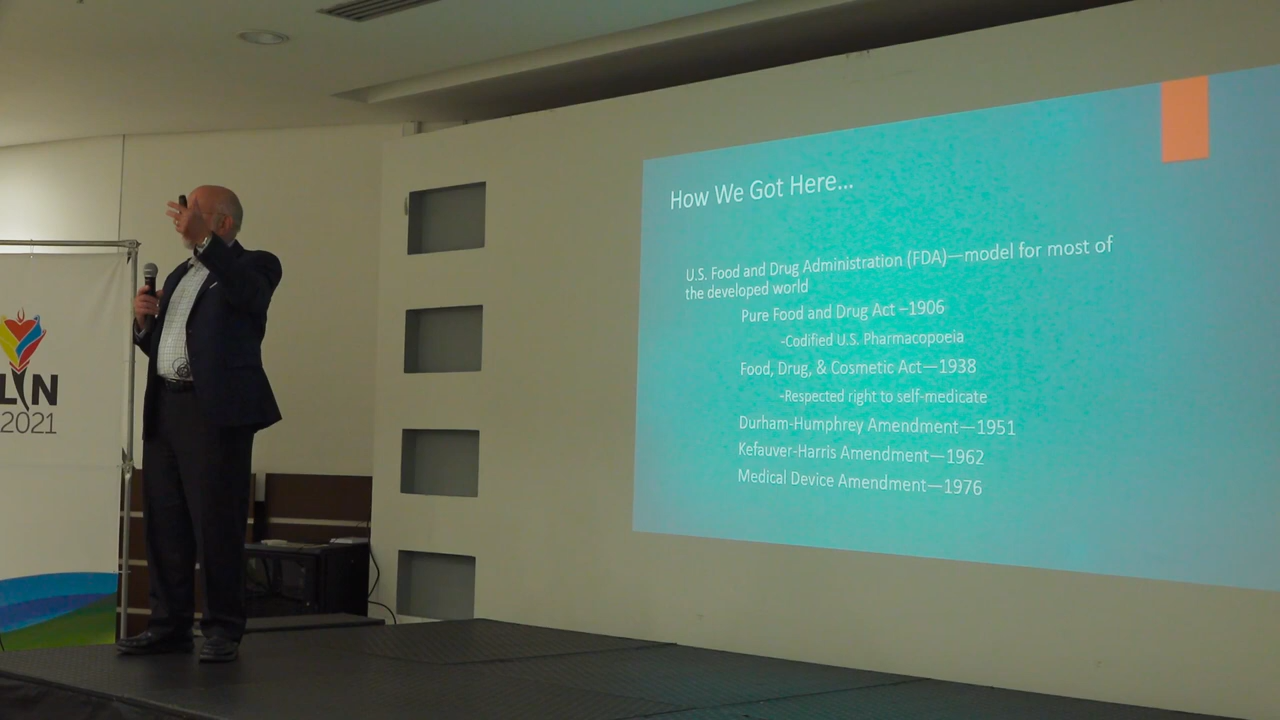 LIN
2021
How We Got Here...
U.S. Food and Drug Administration (FDA)—model for most of
the developed world
Pure Food and Drug Act –1906
-Codified U.S. Pharmacopoeia
Food, Drug, & Cosmetic Act—1938
-Respected right to self-medicate
Durham-Humphrey Amendment—1951
Kefauver-Harris Amendment—1962
Medical Device Amendment—1976